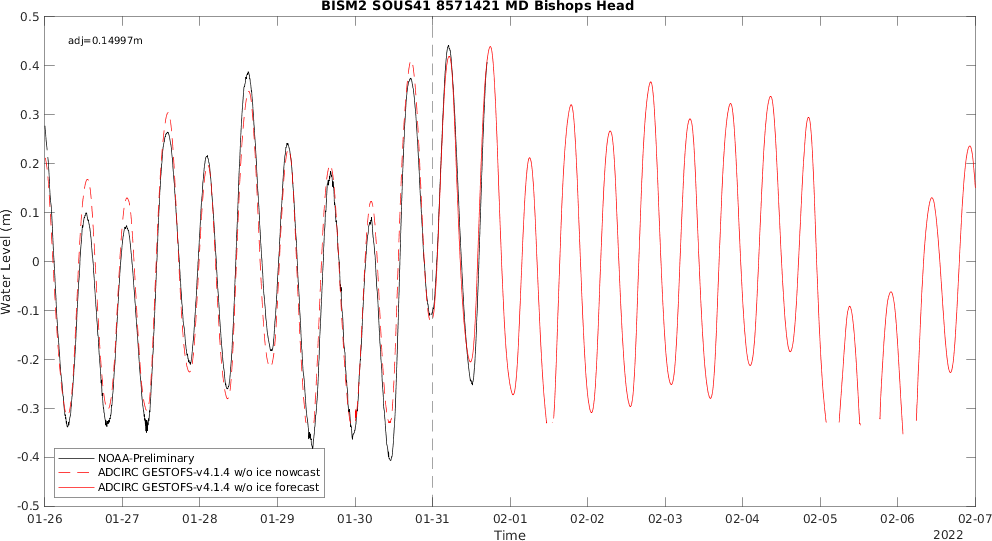 BISM2 SOUS41 8571421 MD Bishops Head
adj=0.14997m
Water Level (m)
0.5
0.4
0.3
0.2
0.1
0
-0.1
-0.2
-0.3
-0.4
-0.5
NOAA-Preliminary
ADCIRC GESTOFS-v4.1.4 w/o ice nowcast
ADCIRC GESTOFS-v4.1.4 w/o ice forecast
01-26 01-27 01-28 01-29 01-30 01-31 02-01 02-02 02-03 02-04 02-05 02-06 02-07
Time
2022